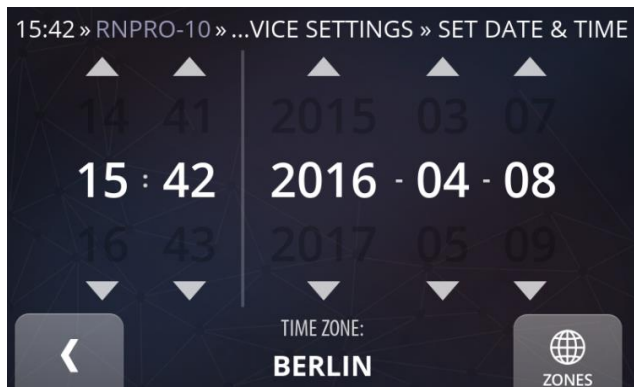 15:42 » RNPRO-10 » ...VICE SETTINGS » SET DATE & TIME
14 41 2015 03 07
15 : 42 2016 - 04 - 08
16 43 2017 05 09
TIME ZONE:
BERLIN
ZONES